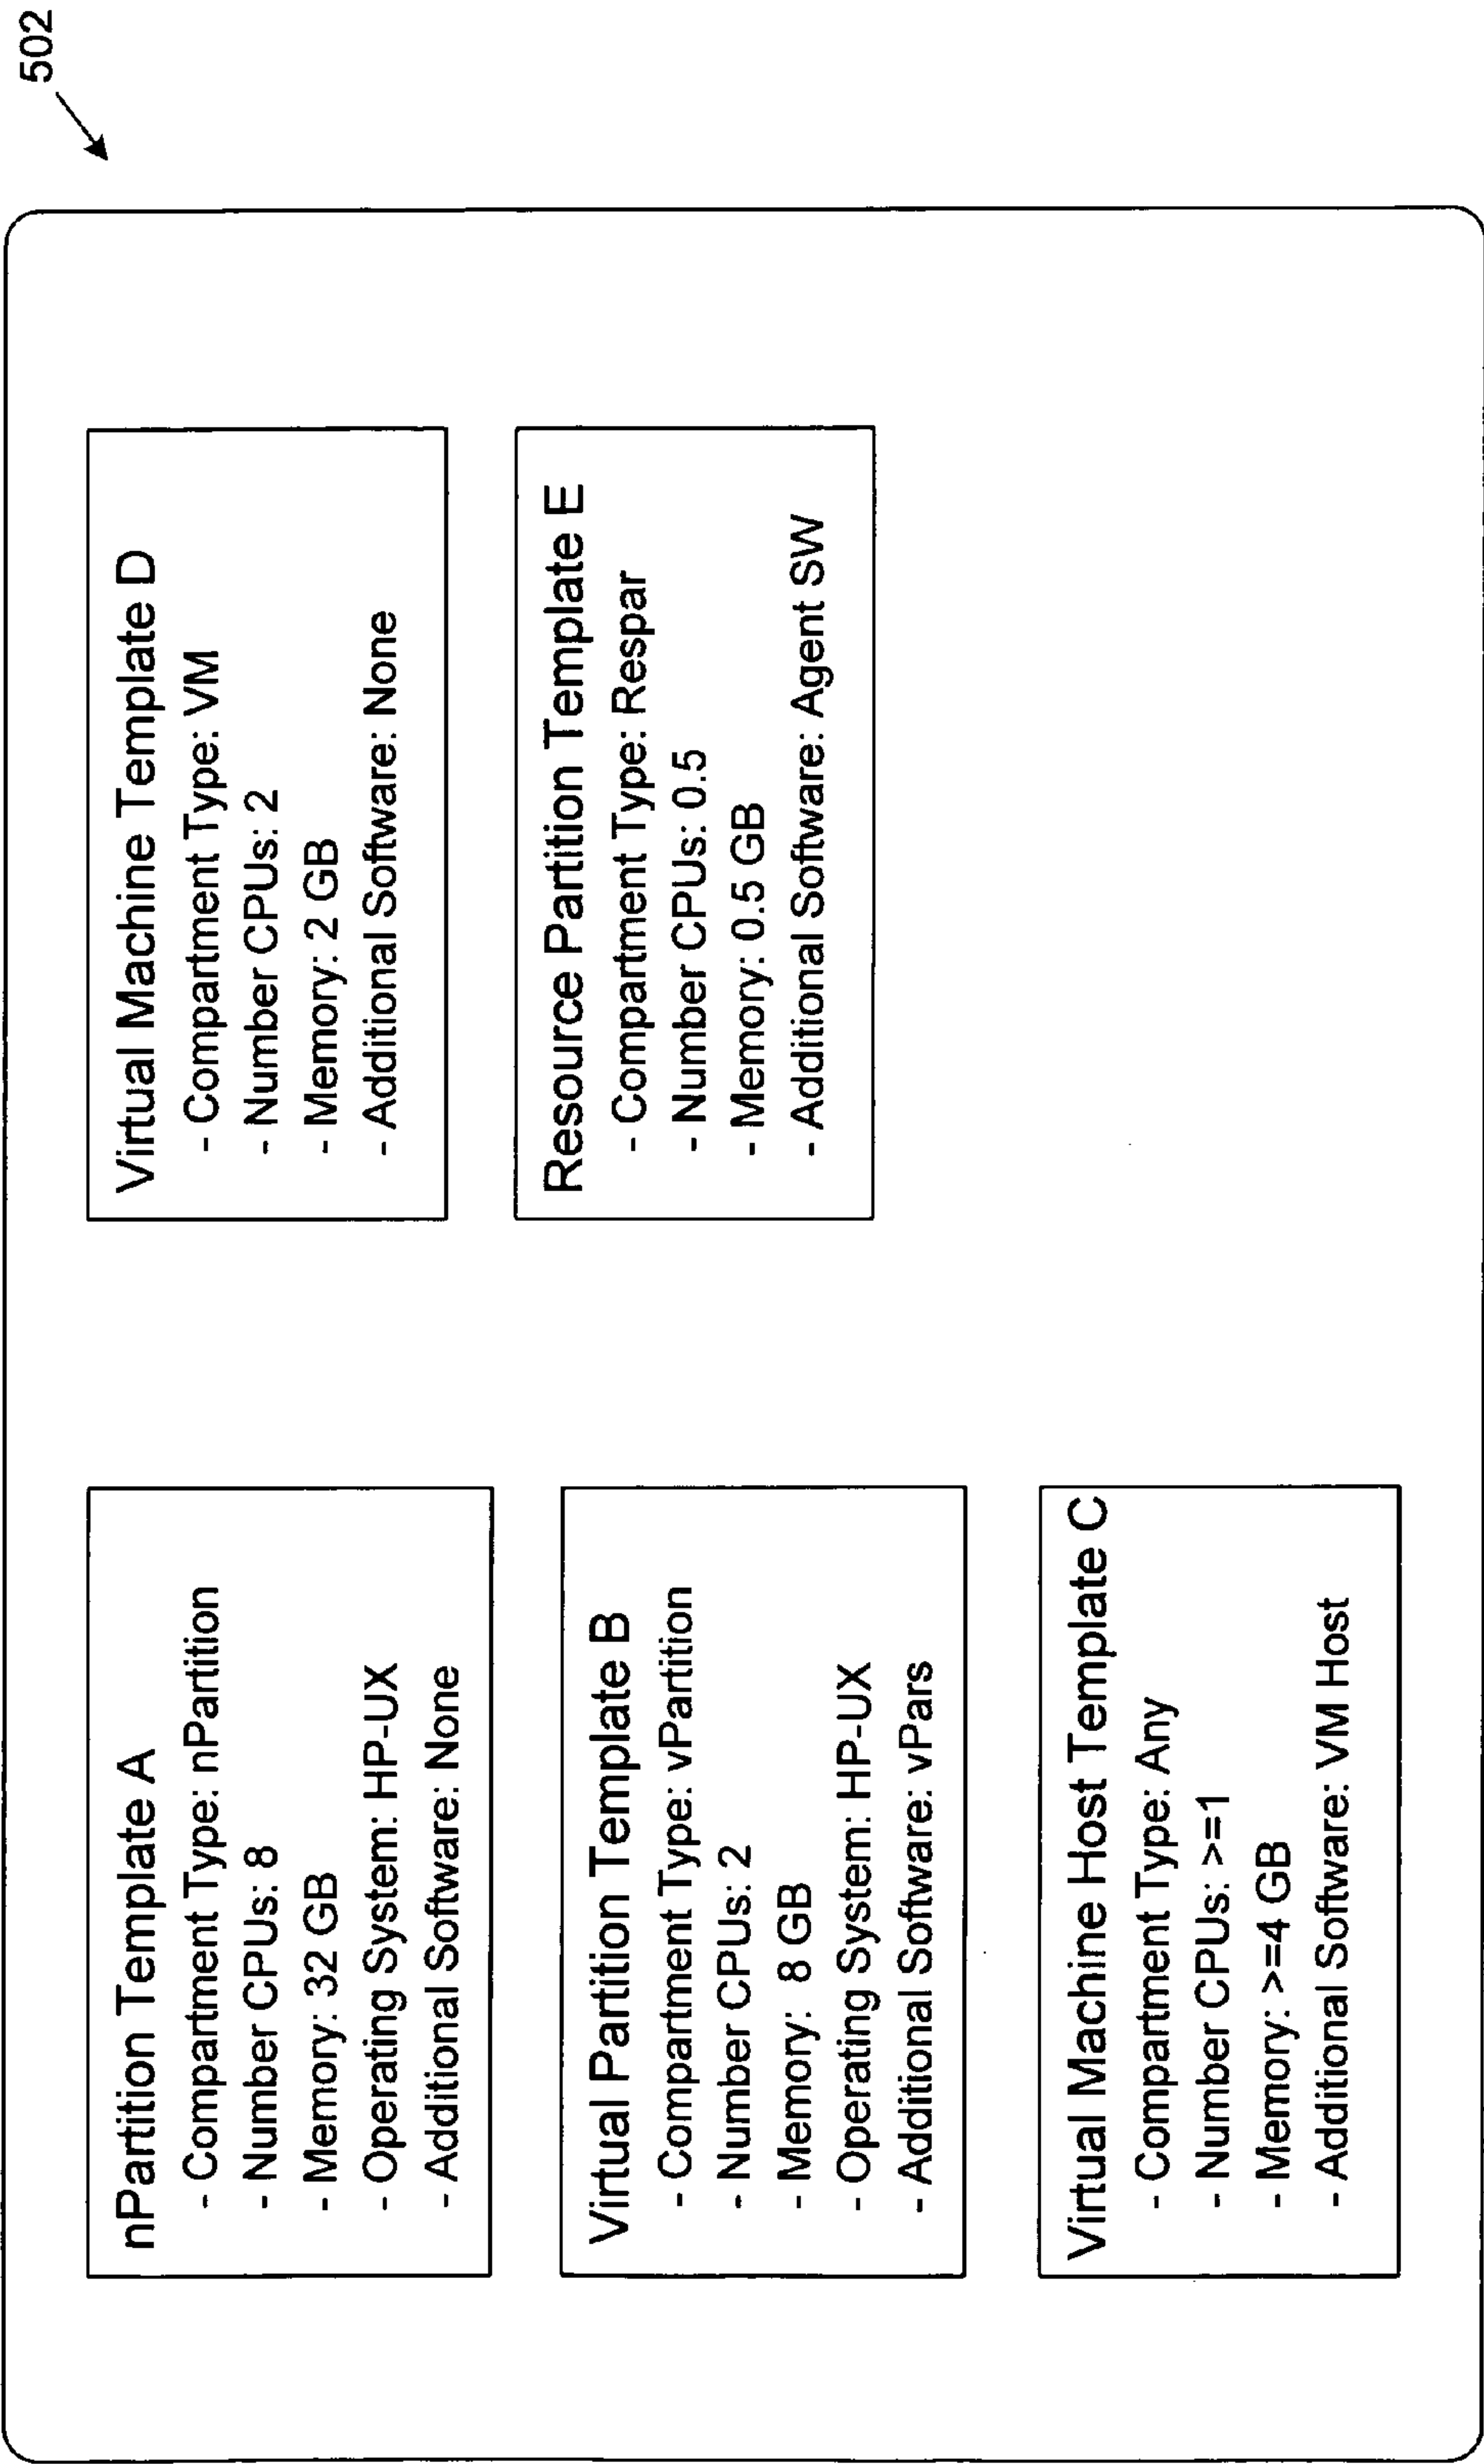 502
nPartition Template A
- Compartment Type: nPartition
- Number CPUs: 8
- Memory: 32 GB
- Operating System: HP-UX
- Additional Software: None
Virtual Partition Template B
- Compartment Type: vPartition
- Number CPUs: 2
- Memory: 8 GB
- Operating System: HP-UX
- Additional Software: vPars
Virtual Machine Host Template C
- Compartment Type: Any
- Number CPUs: >=1
- Memory: >=4 GB
- Additional Software: VM Host
Virtual Machine Template D
- Compartment Type: VM
- Number CPUs: 2
- Memory: 2 GB
- Additional Software: None
Resource Partition Template E
- Compartment Type: Respar
- Number CPUs: 0.5
- Memory: 0.5 GB
- Additional Software: Agent SW